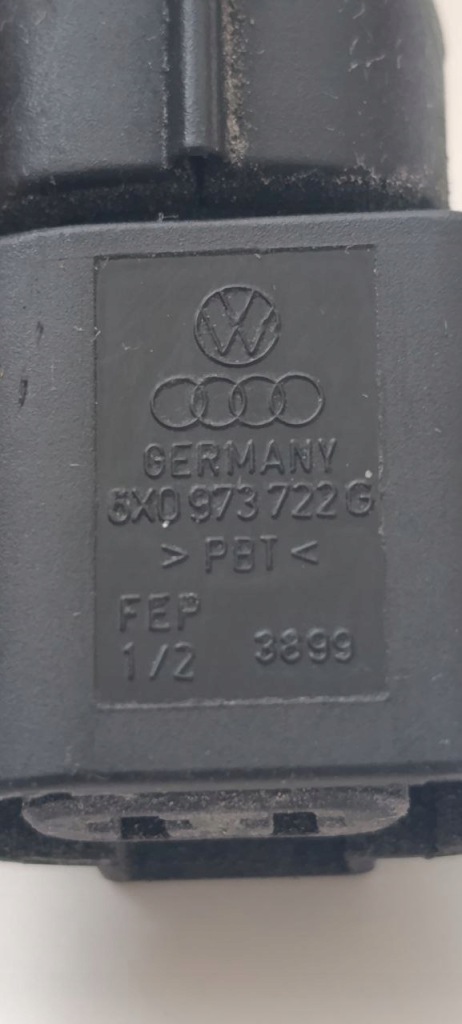 GERMANY
6X0 973 722 G
> PBT <
FEP
1/2 3899